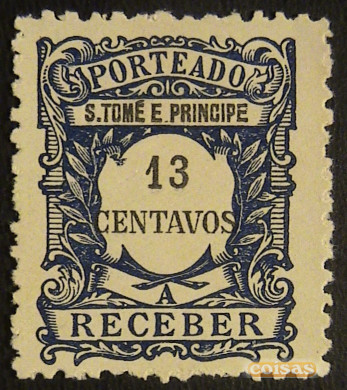 PORTEADO
S. TOMÉ E PRINCIPE
13
CENTAVOS
A
RECEBER
coisas